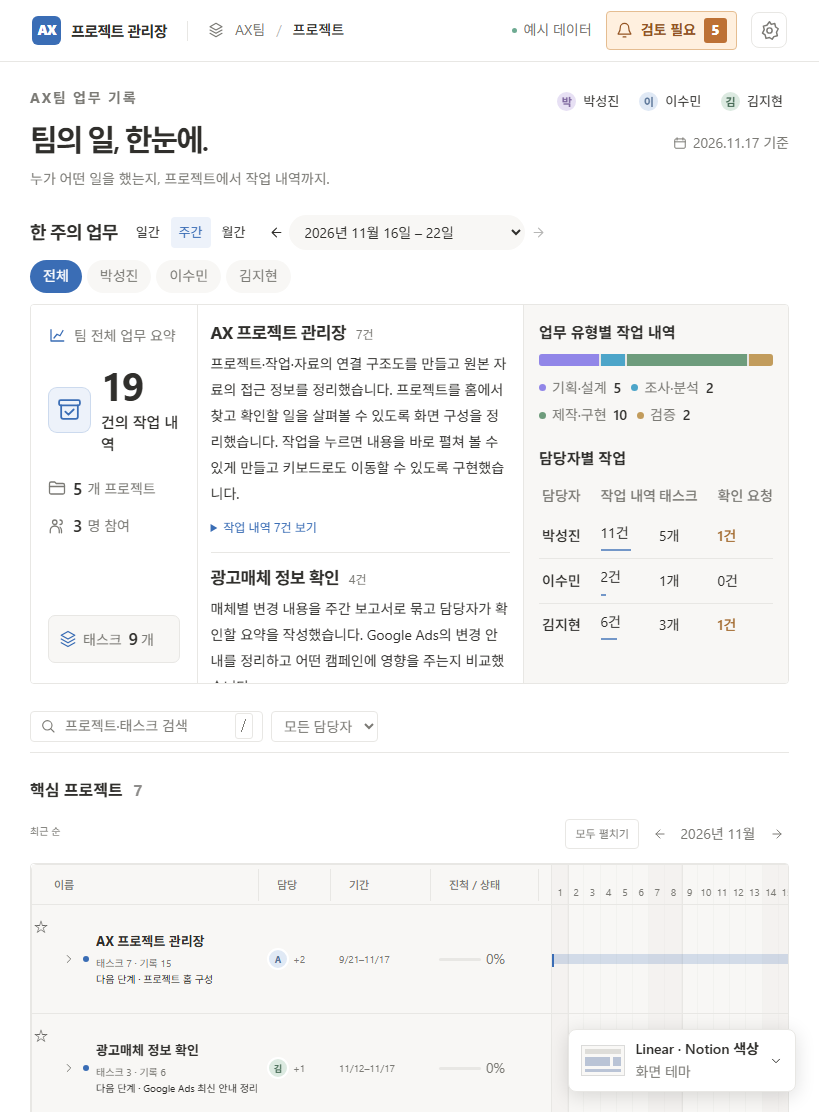 AX 프로젝트 관리장 AX팀 / 프로젝트 예시 데이터 검토 필요 5
AX팀 업무 기록
박 박성진 이 이수민 김 김지현
팀의 일, 한눈에.
2026.11.17 기준
누가 어떤 일을 했는지, 프로젝트에서 작업 내역까지.
한 주의 업무 일간 주간 월간 ← 2026년 11월 16일 – 22일 →
전체 박성진 이수민 김지현
팀 전체 업무 요약
19
건의 작업 내
역
5 개 프로젝트
3 명 참여
태스크 9 개
AX 프로젝트 관리장 7건
프로젝트·작업·자료의 연결 구조도를 만들고 원본 자
료의 접근 정보를 정리했습니다. 프로젝트를 홈에서
찾고 확인할 일을 살펴볼 수 있도록 화면 구성을 정
리했습니다. 작업을 누르면 내용을 바로 펼쳐 볼 수
있게 만들고 키보드로도 이동할 수 있도록 구현했습
니다.
▶ 작업 내역 7건 보기
광고매체 정보 확인 4건
매체별 변경 내용을 주간 보고서로 묶고 담당자가 확
인할 요약을 작성했습니다. Google Ads의 변경 안
내를 정리하고 어떤 캠페인에 영향을 주는지 비교했
업무 유형별 작업 내역
기획·설계 5 조사·분석 2
제작·구현 10 검증 2
담당자별 작업
담당자 작업 내역 태스크 확인 요청
박성진 11건 5개 1건
이수민 2건 1개 0건
김지현 6건 3개 1건
프로젝트·태스크 검색 / 모든 담당자
핵심 프로젝트 7
최근 순 모두 펼치기 ← 2026년 11월 →
이름 담당 기간 진척 / 상태 1 2 3 4 5 6 7 8 9 10 11 12 13 14
AX 프로젝트 관리장
태스크 7 · 기록 15
다음 단계 · 프로젝트 홈 구성
A +2 9/21–11/17 0%
광고매체 정보 확인
태스크 3 · 기록 6
다음 단계 · Google Ads 최신 안내 정리
김 +1 11/12–11/17 0%
Linear · Notion 색상
화면 테마